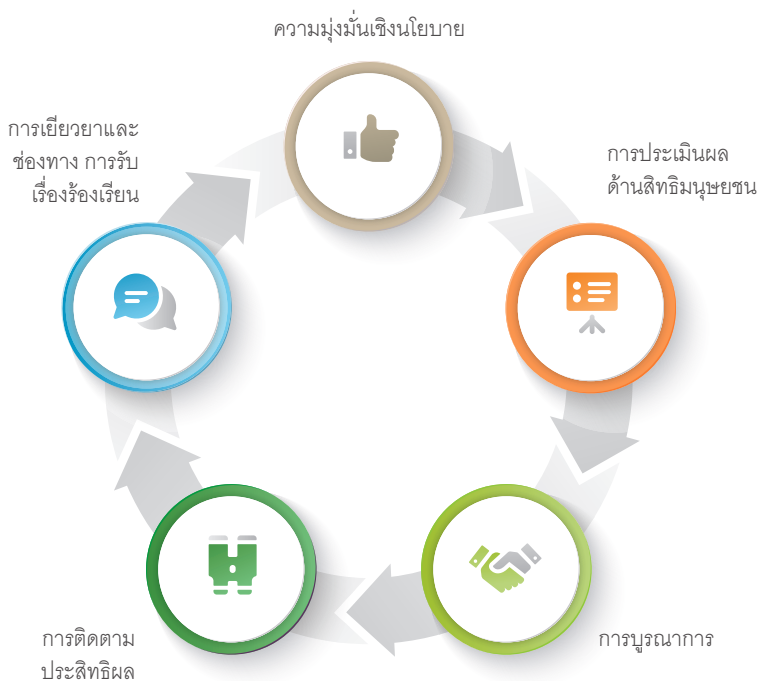 ความมุ่งมั่นเชิงนโยบาย
การประเมินผล
ด้านสิทธิมนุษยชน
การบูรณาการ
การติดตาม
ประสิทธิผล
การเยียวยาและ
ช่องทาง การรับ
เรื่องร้องเรียน